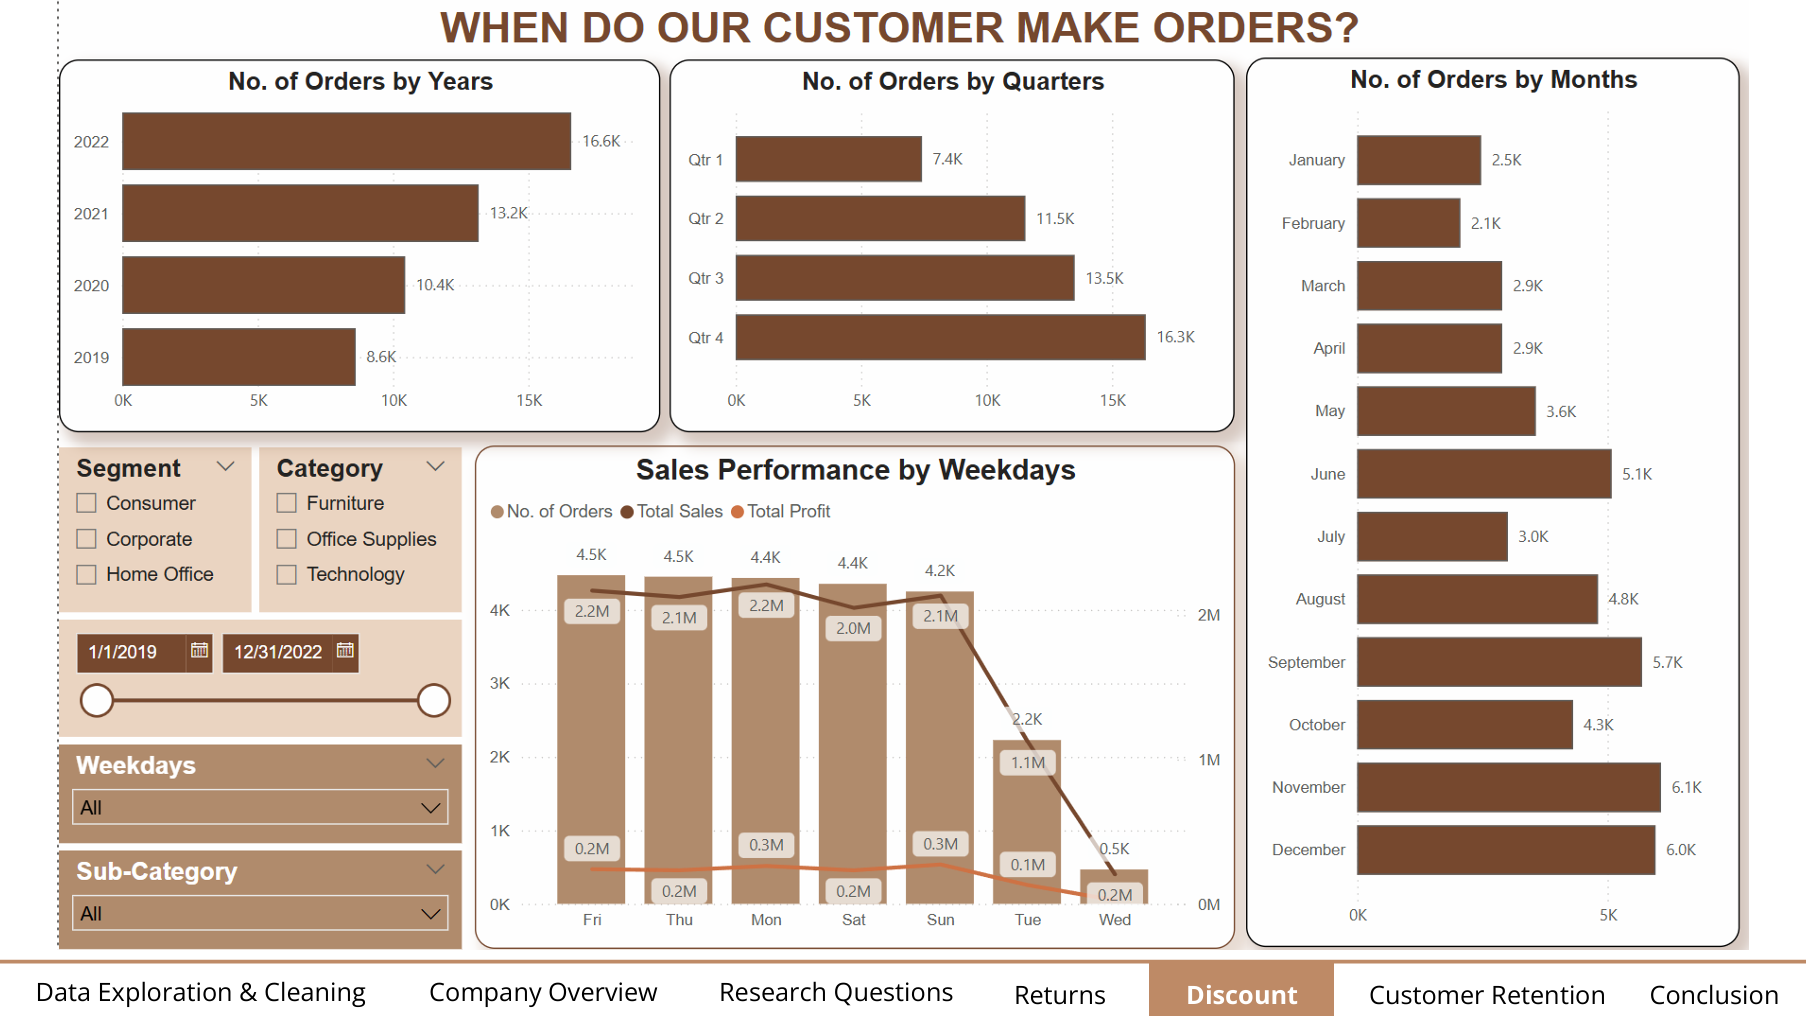 WHEN DO OUR CUSTOMER MAKE ORDERS?
No. of Orders by Years
2022
16.6K
2021
13.2K
2020
10.4K
2019
8.6K
0K 5K 10K 15K
No. of Orders by Quarters
Qtr 1
7.4K
Qtr 2
11.5K
Qtr 3
13.5K
Qtr 4
16.3K
0K 5K 10K 15K
No. of Orders by Months
January
2.5K
February
2.1K
March
2.9K
April
2.9K
May
3.6K
June
5.1K
July
3.0K
August
4.8K
September
5.7K
October
4.3K
November
6.1K
December
6.0K
0K 5K
Segment
Consumer
Corporate
Home Office
Category
Furniture
Office Supplies
Technology
1/1/2019
12/31/2022
Weekdays
All
Sub-Category
All
Sales Performance by Weekdays
No. of Orders Total Sales Total Profit
4.5K 4.5K 4.4K 4.4K 4.2K 2.2K 0.5K
2.2M 2.1M 2.2M 2.0M 2.1M 1.1M 0.2M
0.2M 0.2M 0.3M 0.2M 0.3M 0.1M
4K
3K
2K
1K
0K
2M
1M
0M
Fri Thu Mon Sat Sun Tue Wed
Data Exploration & Cleaning
Company Overview
Research Questions
Returns
Discount
Customer Retention
Conclusion